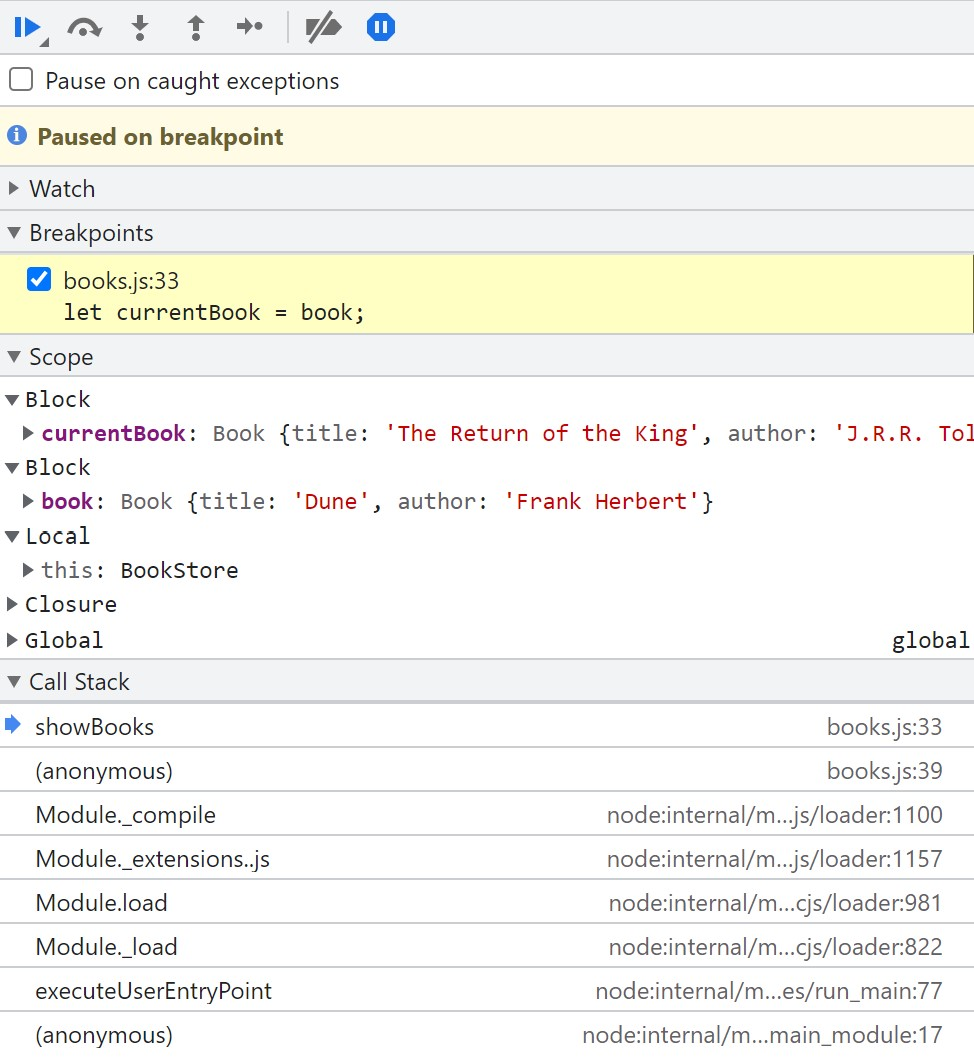 Pause on caught exceptions
Paused on breakpoint
Watch
Breakpoints
books.js:33
let currentBook = book;
Scope
Block
currentBook: Book {title: 'The Return of the King', author: 'J.R.R. Tol
Block
book: Book {title: 'Dune', author: 'Frank Herbert'}
Local
this: BookStore
Closure
Global global
Call Stack
showBooks books.js:33
(anonymous) books.js:39
Module._compile node:internal/m…js/loader:1100
Module._extensions..js node:internal/m…js/loader:1157
Module.load node:internal/m…cjs/loader:981
Module._load node:internal/m…cjs/loader:822
executeUserEntryPoint node:internal/m…es/run_main:77
(anonymous) node:internal/m…main_module:17